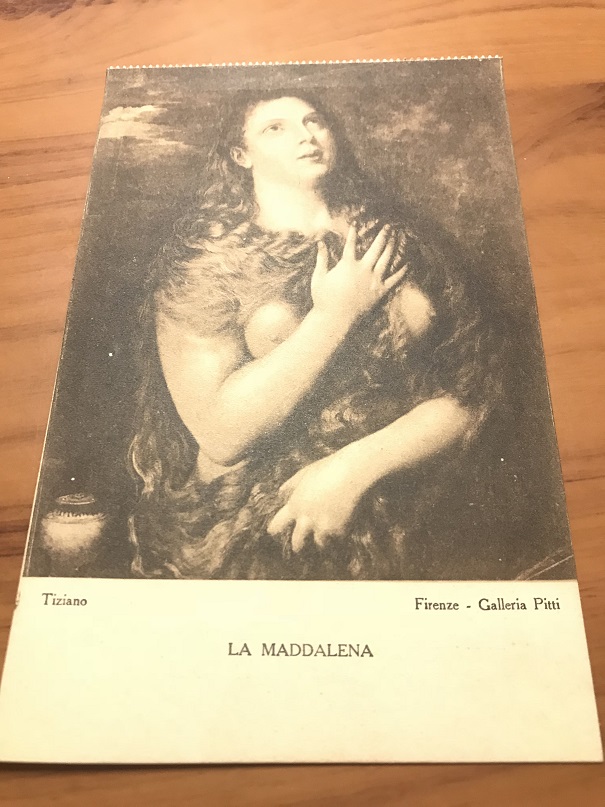 Tiziano Firenze - Galleria Pitti
LA MADDALENA